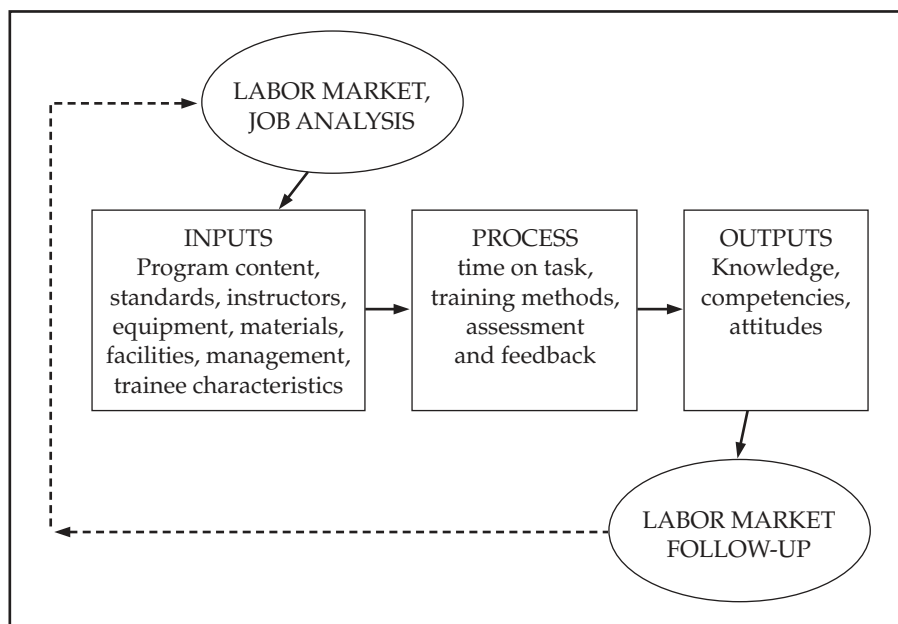 LABOR MARKET,
JOB ANALYSIS
INPUTS
Program content,
standards, instructors,
equipment, materials,
facilities, management,
trainee characteristics
PROCESS
time on task,
training methods,
assessment
and feedback
OUTPUTS
Knowledge,
competencies,
attitudes
LABOR MARKET
FOLLOW-UP